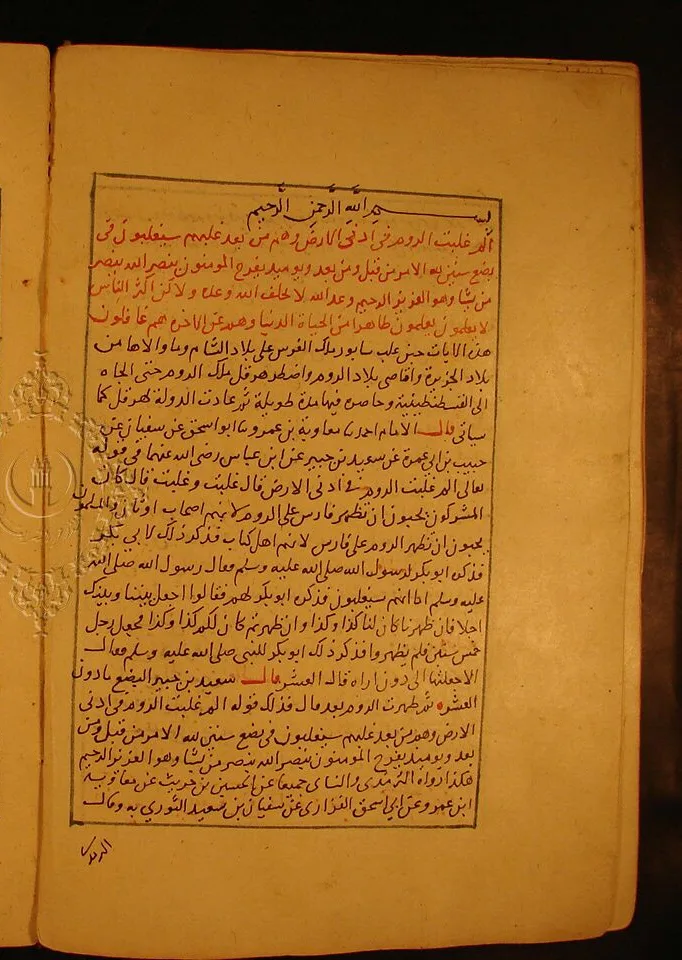 بسم الله الرحمن الرحيم
الم غلبت الروم في ادنى الارض وهم من بعد غلبهم سيغلبون في
بضع سنين لله الامر من قبل ومن بعد ويوميذ يفرح المومنون بنصر الله ينصر
من يشا وهو العزيز الرحيم وعد الله لا يخلف الله وعده ولاكن اكثر الناس
لا يعلمون يعلمون ظاهرا من الحياة الدنيا وهم عن الاخره هم غافلون
هذه الايات حين غلب سابور ملك الفرس على بلاد الشام وما والاها من
بلاد الجزيرة واقاصي بلاد الروم واضطر هرقل ملك الروم حتى الجاه
الى القسطنطينية وحاصره فيها مدة طويلة ثم عادت الدولة لهرقل كما
سياتي قال الامام احمد ثنا معاوية بن عمرو ثنا ابو اسحق عن سفيان عن
حبيب بن ابي عمرة عن سعيد بن جبير عن ابن عباس رضي الله عنهما في قوله
تعالى الم غلبت الروم في ادنى الارض قال غلبت وغلبت قال كان
المشركون يحبون ان تظهر فارس على الروم لانهم اصحاب اوثان والمسلمون
يحبون ان تظهر الروم على فارس لانهم اهل كتاب فذكر ذلك لابي بكر
فذكره ابو بكر لرسول الله صلى الله عليه وسلم فقال رسول الله صلى الله
عليه وسلم اما انهم سيغلبون فذكره ابو بكر لهم فقالوا اجعل بيننا وبينك
اجلا فان ظهرنا كان لنا كذا وكذا وان ظهرتم كان لكم كذا وكذا فجعل رجل
خمس سنين فلم يظهروا فذكر ذلك ابو بكر للنبي صلى الله عليه وسلم فقال
الا جعلتها الى دون اراه قال العشر قال سعيد بن جبير البضع ما دون
العشره ثم ظهرت الروم بعد قال فذلك قوله الم غلبت الروم في ادنى
الارض وهم من بعد غلبهم سيغلبون في بضع سنين لله الامر من قبل ومن
بعد ويوميذ يفرح المومنون بنصر الله ينصر من يشا وهو العزيز الرحيم
هكذا رواه الترمذي والنساي جميعا عن الحسين بن حريث عن معاوية
ابن عمرو عن ابي اسحق الفزاري عن سفيان بن سعيد الثوري به وقال